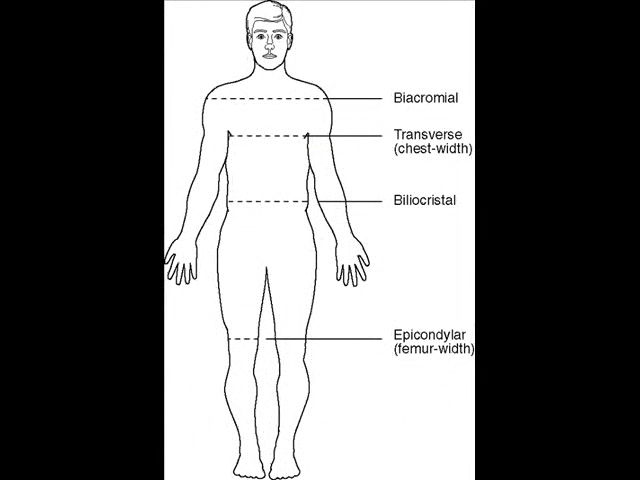 Biacromial
Transverse
(chest-width)
Biliocristal
Epicondylar
(femur-width)